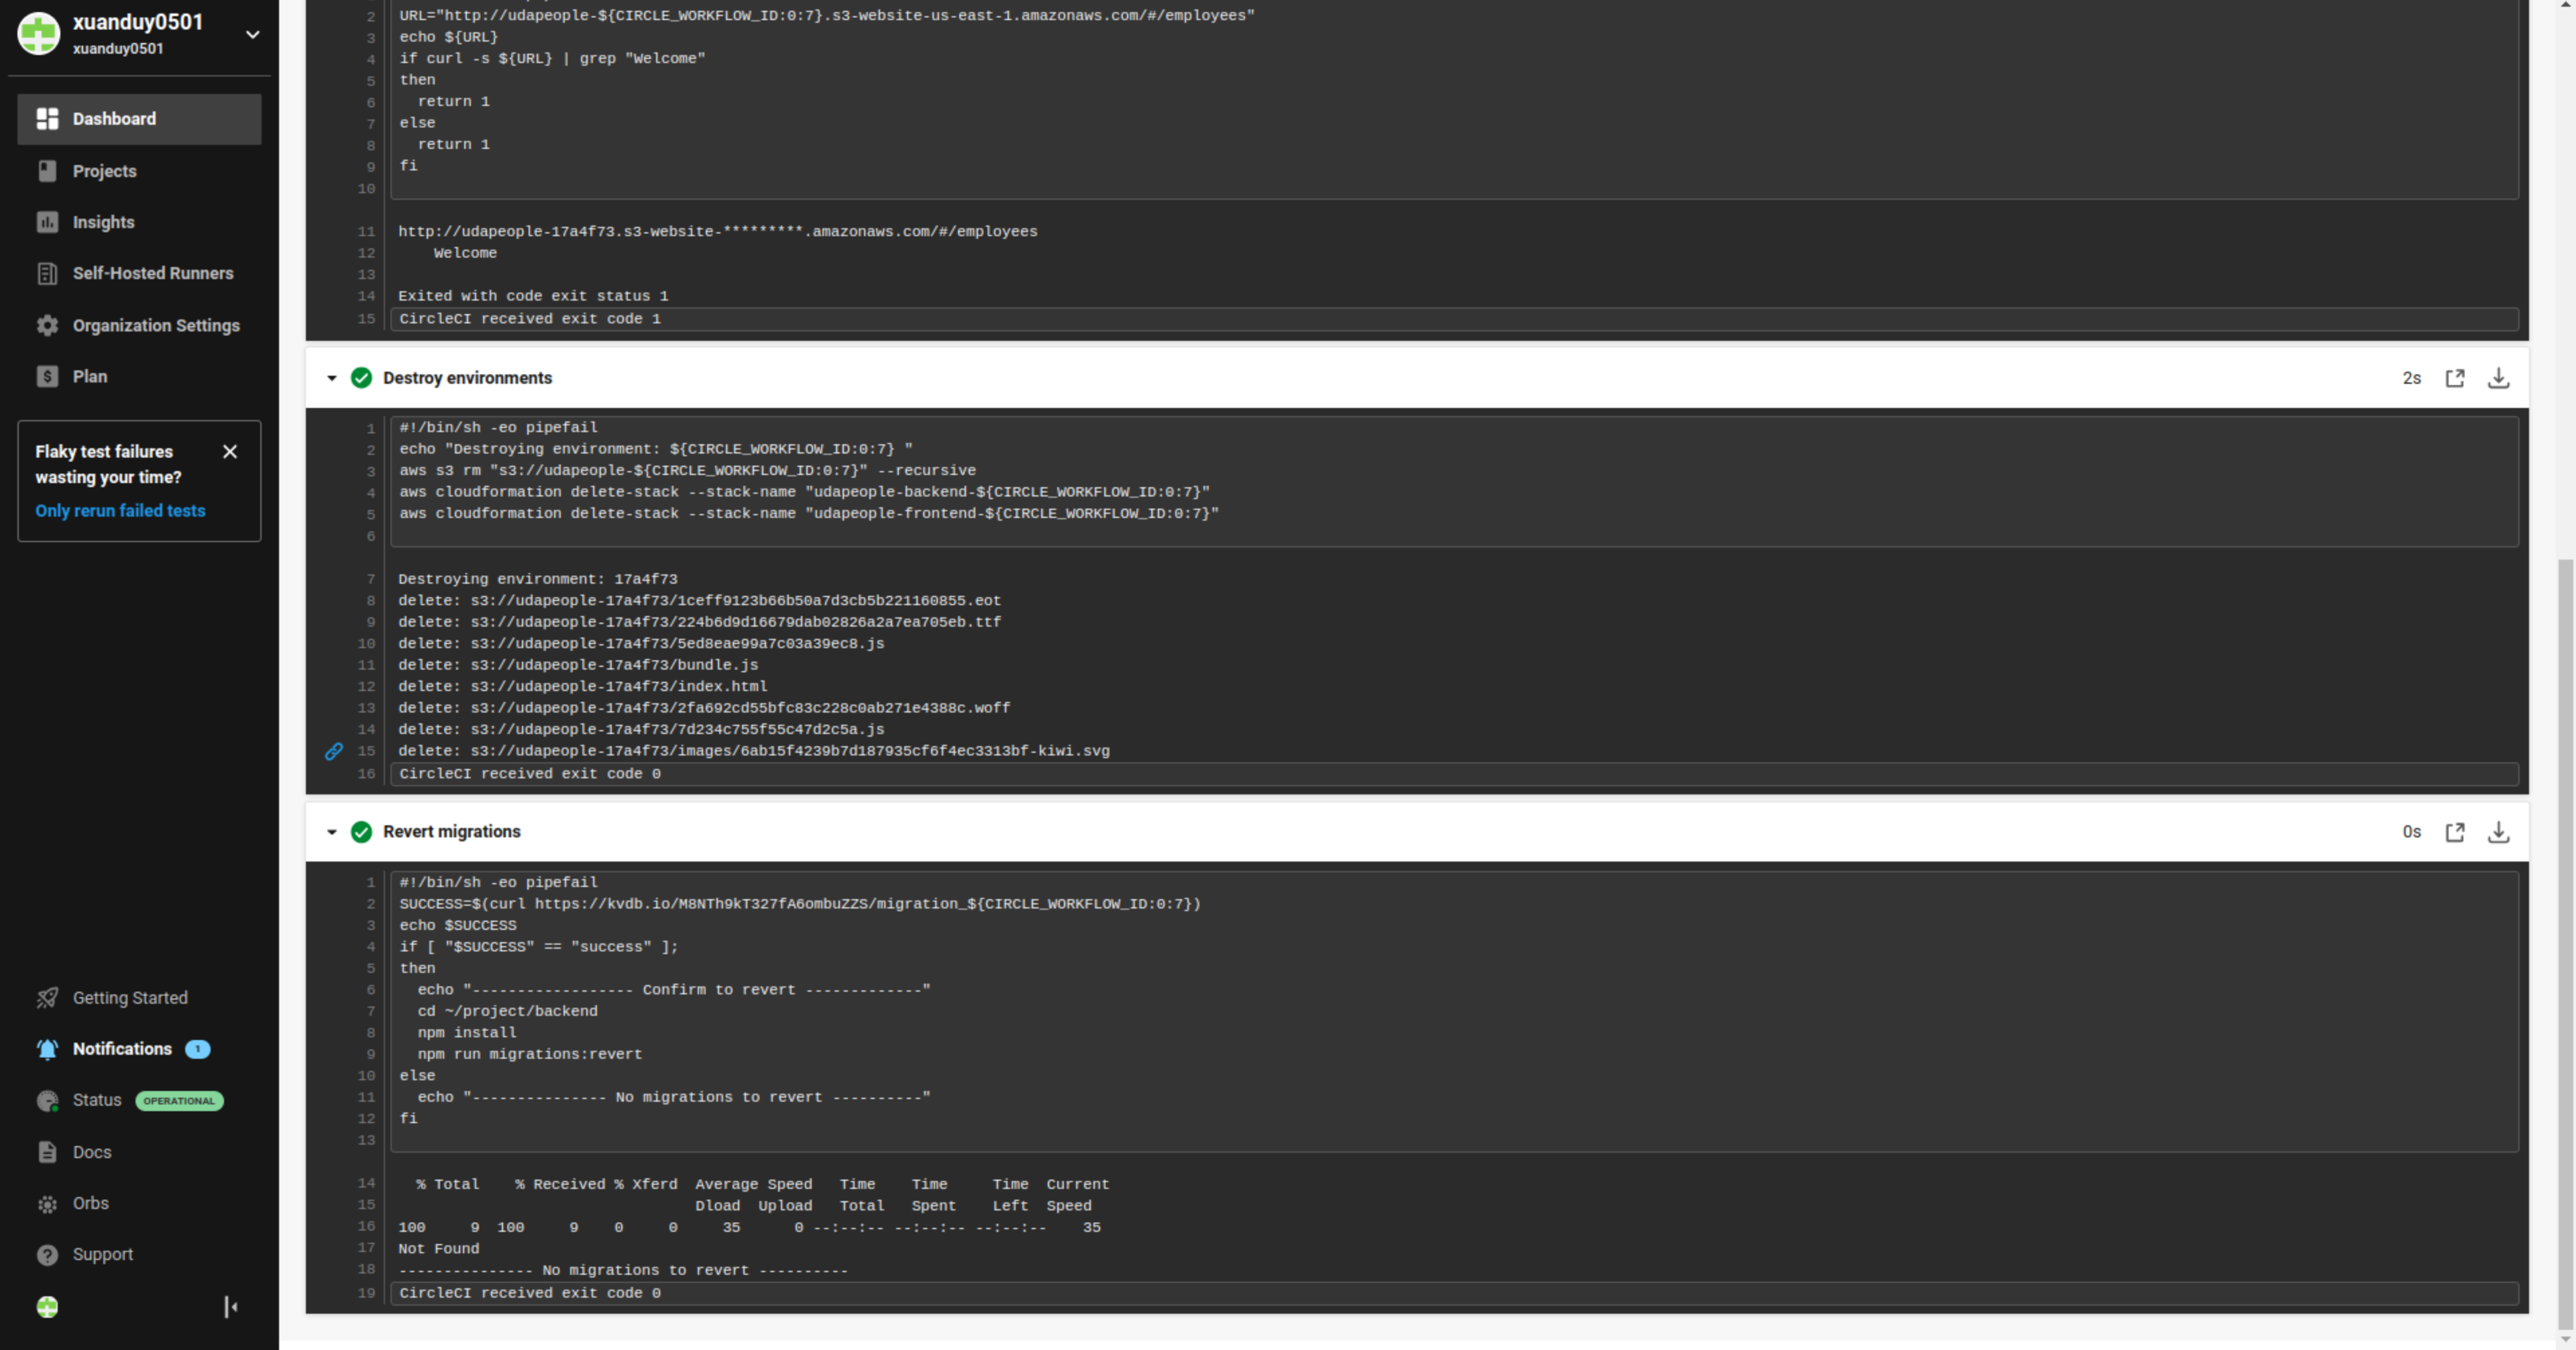 xuanduy0501
xuanduy0501
Dashboard
Projects
Insights
Self-Hosted Runners
Organization Settings
Plan
Flaky test failures
wasting your time?
Only rerun failed tests
Getting Started
Notifications 1
Status OPERATIONAL
Docs
Orbs
Support
2 URL="http://udapeople-${CIRCLE_WORKFLOW_ID:0:7}.s3-website-us-east-1.amazonaws.com/#/employees"
3 echo ${URL}
4 if curl -s ${URL} | grep "Welcome"
5 then
6 return 1
7 else
8 return 1
9 fi
10
11 http://udapeople-17a4f73.s3-website-*********.amazonaws.com/#/employees
12 Welcome
13
14 Exited with code exit status 1
15 CircleCI received exit code 1
Destroy environments 2s
1 #!/bin/sh -eo pipefail
2 echo "Destroying environment: ${CIRCLE_WORKFLOW_ID:0:7} "
3 aws s3 rm "s3://udapeople-${CIRCLE_WORKFLOW_ID:0:7}" --recursive
4 aws cloudformation delete-stack --stack-name "udapeople-backend-${CIRCLE_WORKFLOW_ID:0:7}"
5 aws cloudformation delete-stack --stack-name "udapeople-frontend-${CIRCLE_WORKFLOW_ID:0:7}"
6
7 Destroying environment: 17a4f73
8 delete: s3://udapeople-17a4f73/1ceff9123b66b50a7d3cb5b221160855.eot
9 delete: s3://udapeople-17a4f73/224b6d9d16679dab02826a2a7ea705eb.ttf
10 delete: s3://udapeople-17a4f73/5ed8eae99a7c03a39ec8.js
11 delete: s3://udapeople-17a4f73/bundle.js
12 delete: s3://udapeople-17a4f73/index.html
13 delete: s3://udapeople-17a4f73/2fa692cd55bfc83c228c0ab271e4388c.woff
14 delete: s3://udapeople-17a4f73/7d234c755f55c47d2c5a.js
15 delete: s3://udapeople-17a4f73/images/6ab15f4239b7d187935cf6f4ec3313bf-kiwi.svg
16 CircleCI received exit code 0
Revert migrations 0s
1 #!/bin/sh -eo pipefail
2 SUCCESS=$(curl https://kvdb.io/M8NTh9kT327fA6ombuZZS/migration_${CIRCLE_WORKFLOW_ID:0:7})
3 echo $SUCCESS
4 if [ "$SUCCESS" == "success" ];
5 then
6 echo "------------------ Confirm to revert -------------"
7 cd ~/project/backend
8 npm install
9 npm run migrations:revert
10 else
11 echo "--------------- No migrations to revert ----------"
12 fi
13
14 % Total % Received % Xferd Average Speed Time Time Time Current
15 Dload Upload Total Spent Left Speed
16 100 9 100 9 0 0 35 0 --:--:-- --:--:-- --:--:-- 35
17 Not Found
18 --------------- No migrations to revert ----------
19 CircleCI received exit code 0